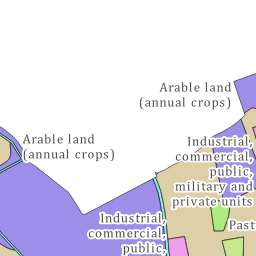 Arable land
(annual crops)
Arable land
(annual crops)
Industrial,
commercial,
public,
military and
private units
Industrial,
commercial,
public,
Past